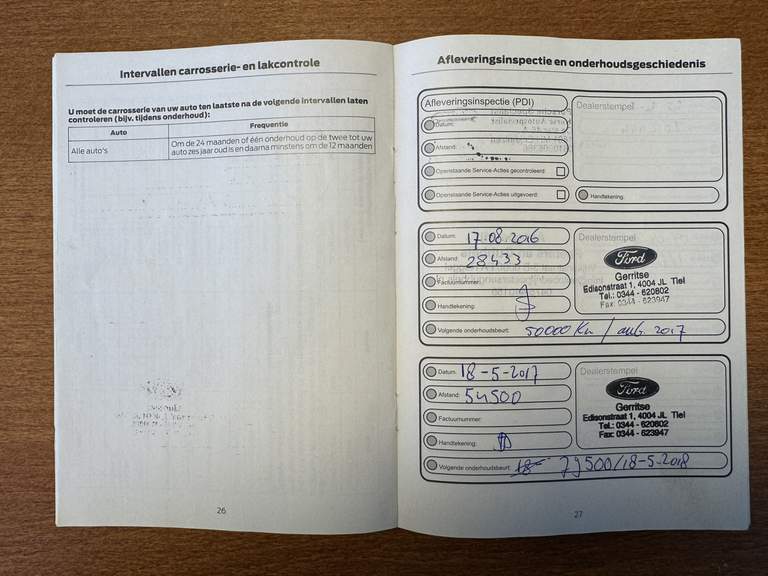 Intervallen carrosserie- en lakcontrole
U moet de carrosserie van uw auto ten laatste na de volgende intervallen laten
controleren (bijv. tijdens onderhoud):
Auto Frequentie
Alle auto's
Om de 24 maanden of één onderhoud op de twee tot uw
auto zes jaar oud is en daarna minstens om de 12 maanden
26
Afleveringsinspectie en onderhoudsgeschiedenis
Afleveringsinspectie (PDI)
Dealerstempel
Datum:
Afstand:
Openstaande Service-Acties gecontroleerd:
Openstaande Service-Acties uitgevoerd:
Handtekening:
Datum: 17 08 2016
Afstand: 28433
Factuurnummer:
Handtekening:
Volgende onderhoudsbeurt: 50000 Km / aug. 2017
Dealerstempel
Ford
Gerritse
Edisonstraat 1, 4004 JL Tiel
Tel.: 0344 - 620802
Fax: 0344 - 623947
Datum: 18-5-2017
Afstand: 54500
Factuurnummer:
Handtekening:
Volgende onderhoudsbeurt: 18- 79500/18-5-2018
Dealerstempel
Ford
Gerritse
Edisonstraat 1, 4004 JL Tiel
Tel.: 0344 - 620802
Fax: 0344 - 623947
27